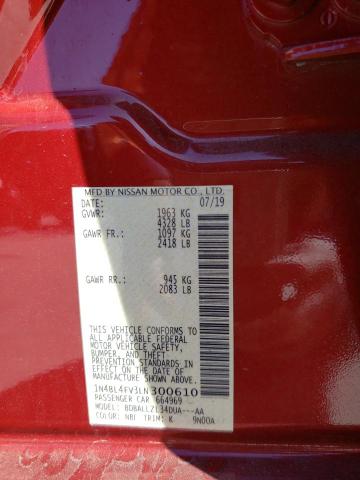 MFD BY NISSAN MOTOR CO., LTD.
DATE: 07/19
GVWR: 1963 KG
4328 LB
GAWR FR.: 1097 KG
2418 LB
GAWR RR.: 945 KG
2083 LB
THIS VEHICLE CONFORMS TO
ALL APPLICABLE FEDERAL
MOTOR VEHICLE SAFETY,
BUMPER, AND THEFT
PREVENTION STANDARDS
IN EFFECT ON THE DATE OF
MANUFACTURE SHOWN ABOVE.
1N4BL4FV3LN300610
PASSENGER CAR 664969
MODEL: BDBALLZL34DUA---AA
COLOR: NBF TRIM: K 9N00A